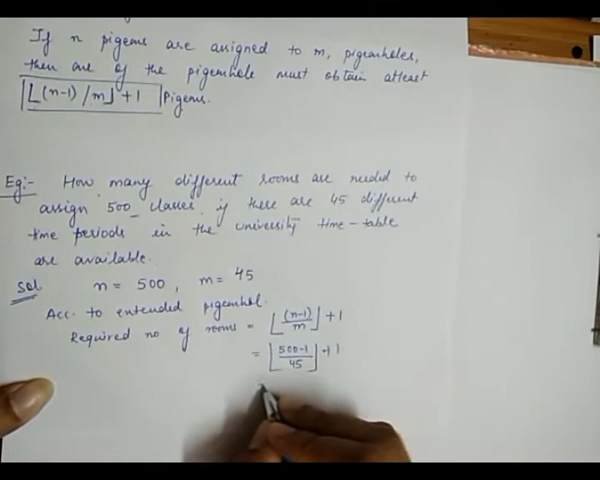 If n pigeons are assigned to m, pigeonholes,
then one of the pigeonhole must obtain atleast
⌊(n-1)/m⌋+1 Pigeons.
Eg:- How many different rooms are needed to
assign 500 classes if there are 45 different
time periods in the university time-table
are available.
Sol. n = 500, m = 45
Acc. to extended pigeonhol.
Required no of rooms = ⌊(n-1)/m⌋ + 1
= ⌊500-1/45⌋ + 1